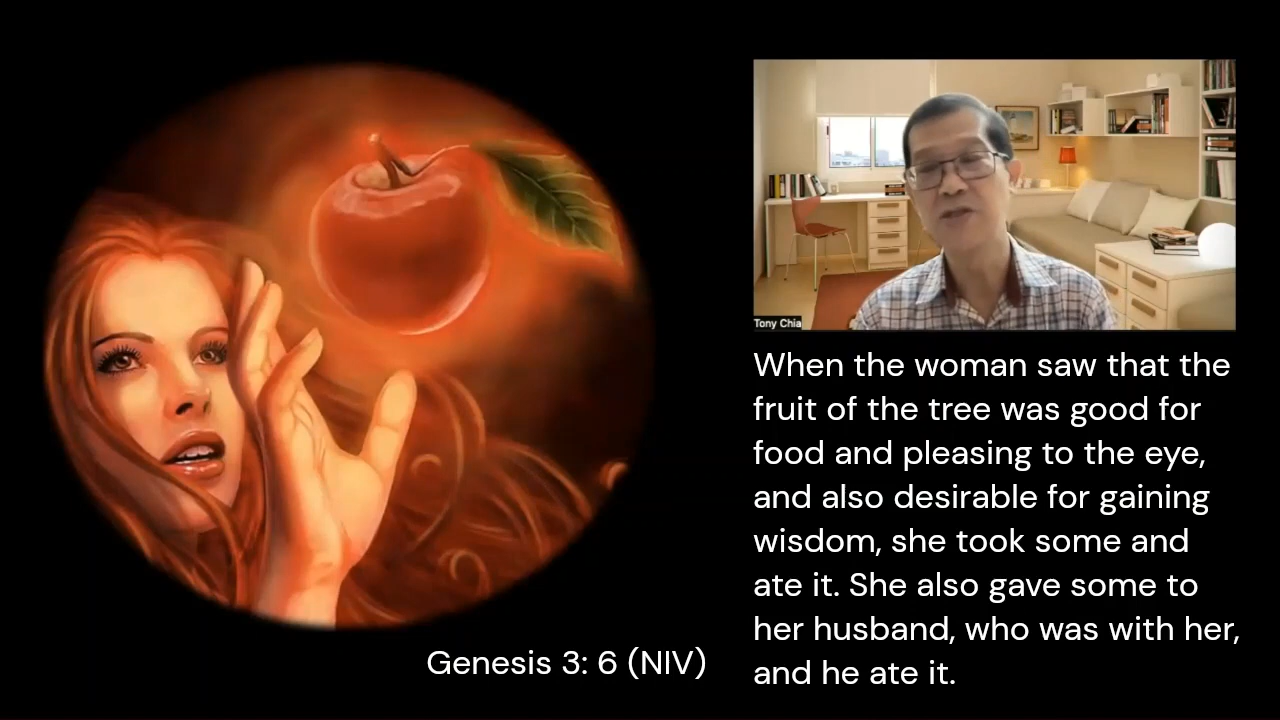 Tony Chia
When the woman saw that the
fruit of the tree was good for
food and pleasing to the eye,
and also desirable for gaining
wisdom, she took some and
ate it. She also gave some to
her husband, who was with her,
and he ate it.
Genesis 3: 6 (NIV)